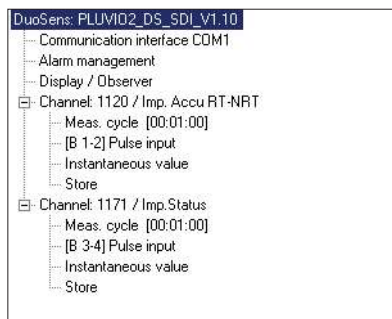 DuoSens: PLUVIO2_DS_SDI_V1.10
Communication interface COM1
Alarm management
Display / Observer
Channel: 1120 / Imp. Accu RT-NRT
Meas. cycle [00:01:00]
[B 1-2] Pulse input
Instantaneous value
Store
Channel: 1171 / Imp.Status
Meas. cycle [00:01:00]
[B 3-4] Pulse input
Instantaneous value
Store